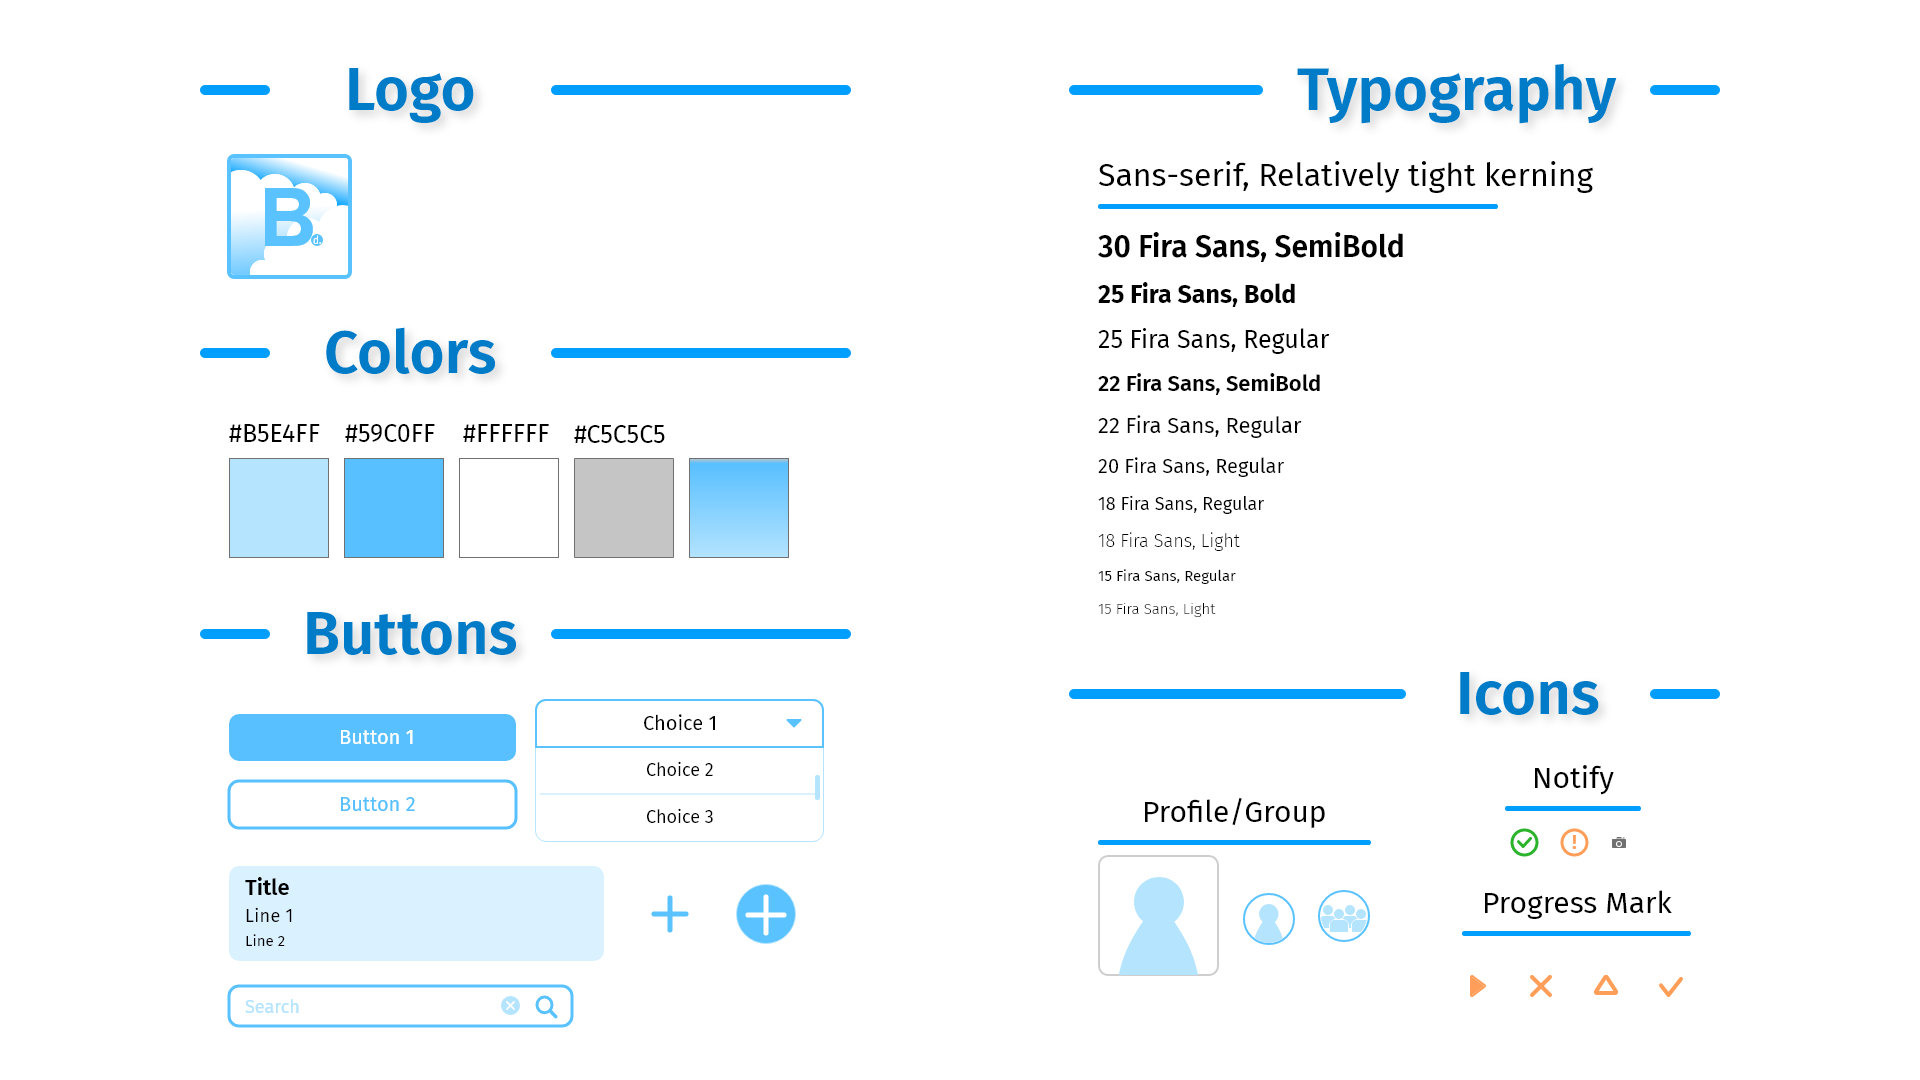 Logo
B
d.
Colors
#B5E4FF #59C0FF #FFFFFF #C5C5C5
Buttons
Button 1
Button 2
Choice 1
Choice 2
Choice 3
Title
Line 1
Line 2
Search
Typography
Sans-serif, Relatively tight kerning
30 Fira Sans, SemiBold
25 Fira Sans, Bold
25 Fira Sans, Regular
22 Fira Sans, SemiBold
22 Fira Sans, Regular
20 Fira Sans, Regular
18 Fira Sans, Regular
18 Fira Sans, Light
15 Fira Sans, Regular
15 Fira Sans, Light
Icons
Profile/Group
Notify
Progress Mark